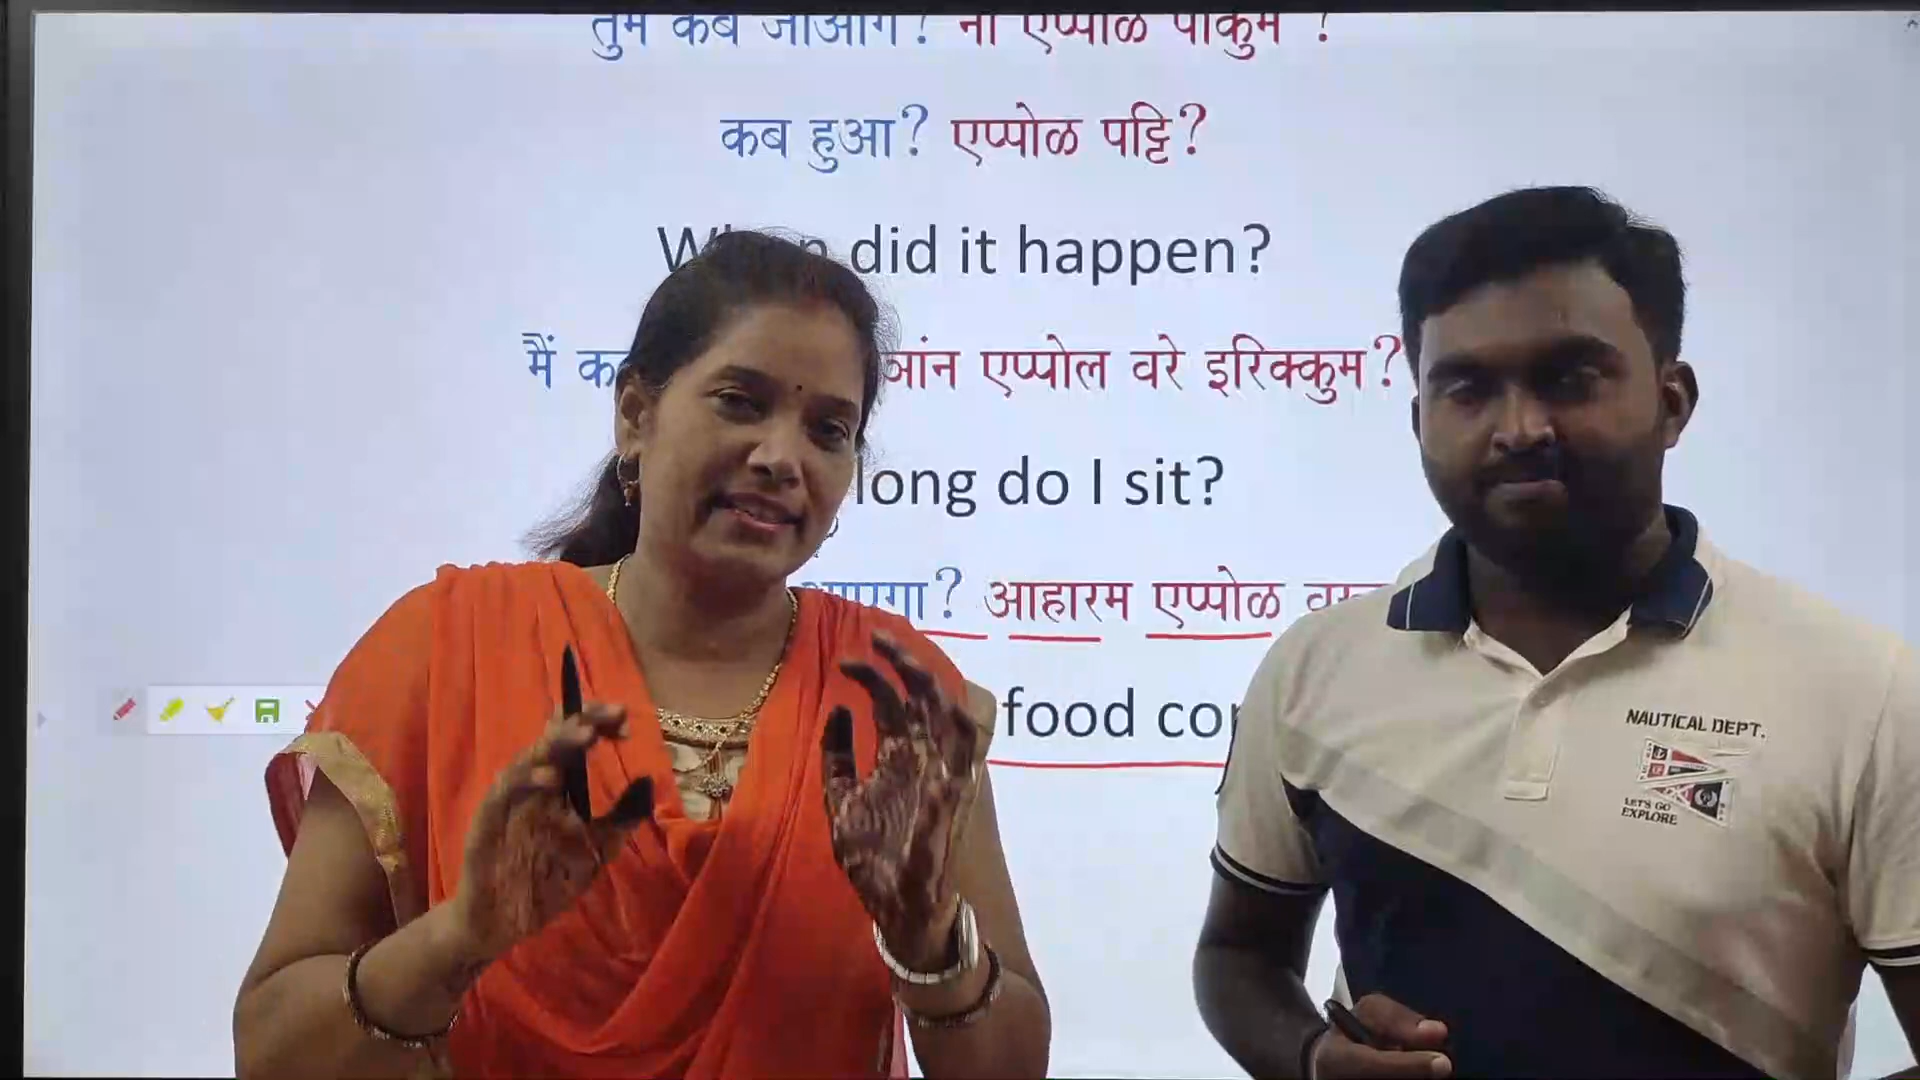 तुम कब जाओगे? नी एप्पोळ पोकुम ?
कब हुआ? एप्पोळ पट्टि?
did it happen?
मैं ञांन एप्पोल वरे इरिक्कुम?
long do I sit?
आहारम एप्पोळ
food
NAUTICAL DEPT.
LET'S GO
EXPLORE